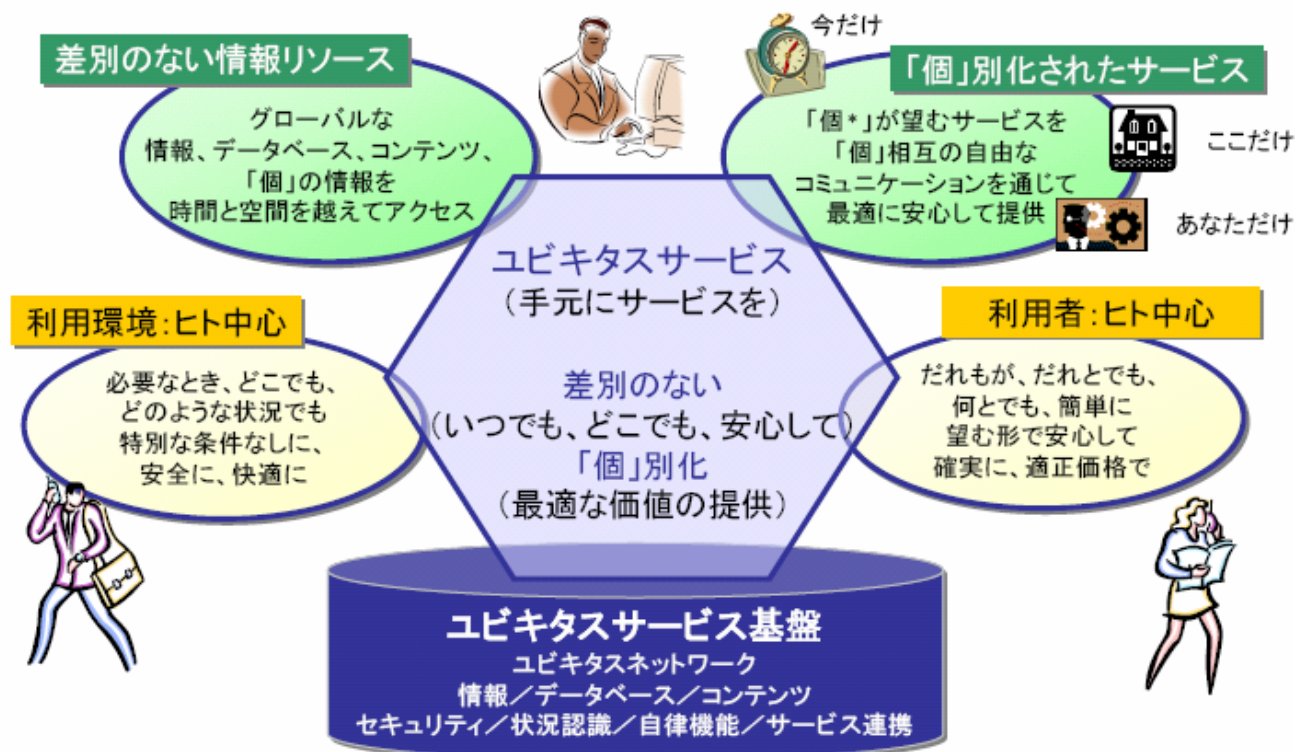 差別のない情報リソース
グローバルな
情報、データベース、コンテンツ、
「個」の情報を
時間と空間を越えてアクセス
今だけ
「個」別化されたサービス
「個*」が望むサービスを
「個」相互の自由な
コミュニケーションを通じて
最適に安心して提供
ここだけ
あなただけ
ユビキタスサービス
(手元にサービスを)
差別のない
(いつでも、どこでも、安心して)
「個」別化
(最適な価値の提供)
利用環境:ヒト中心
必要なとき、どこでも、
どのような状況でも
特別な条件なしに、
安全に、快適に
利用者:ヒト中心
だれもが、だれとでも、
何とでも、簡単に
望む形で安心して
確実に、適正価格で
ユビキタスサービス基盤
ユビキタスネットワーク
情報/データベース/コンテンツ
セキュリティ/状況認識/自律機能/サービス連携